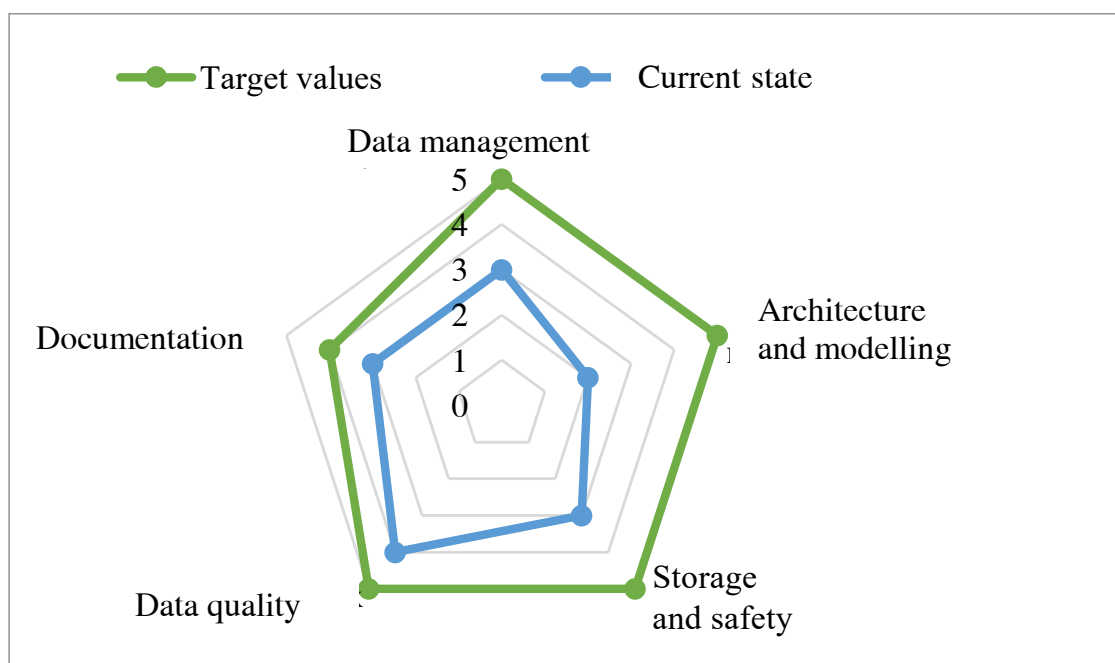 Target values
Current state
Data management
5
4
3
2
1
0
Architecture
and modelling
Documentation
Storage
and safety
Data quality